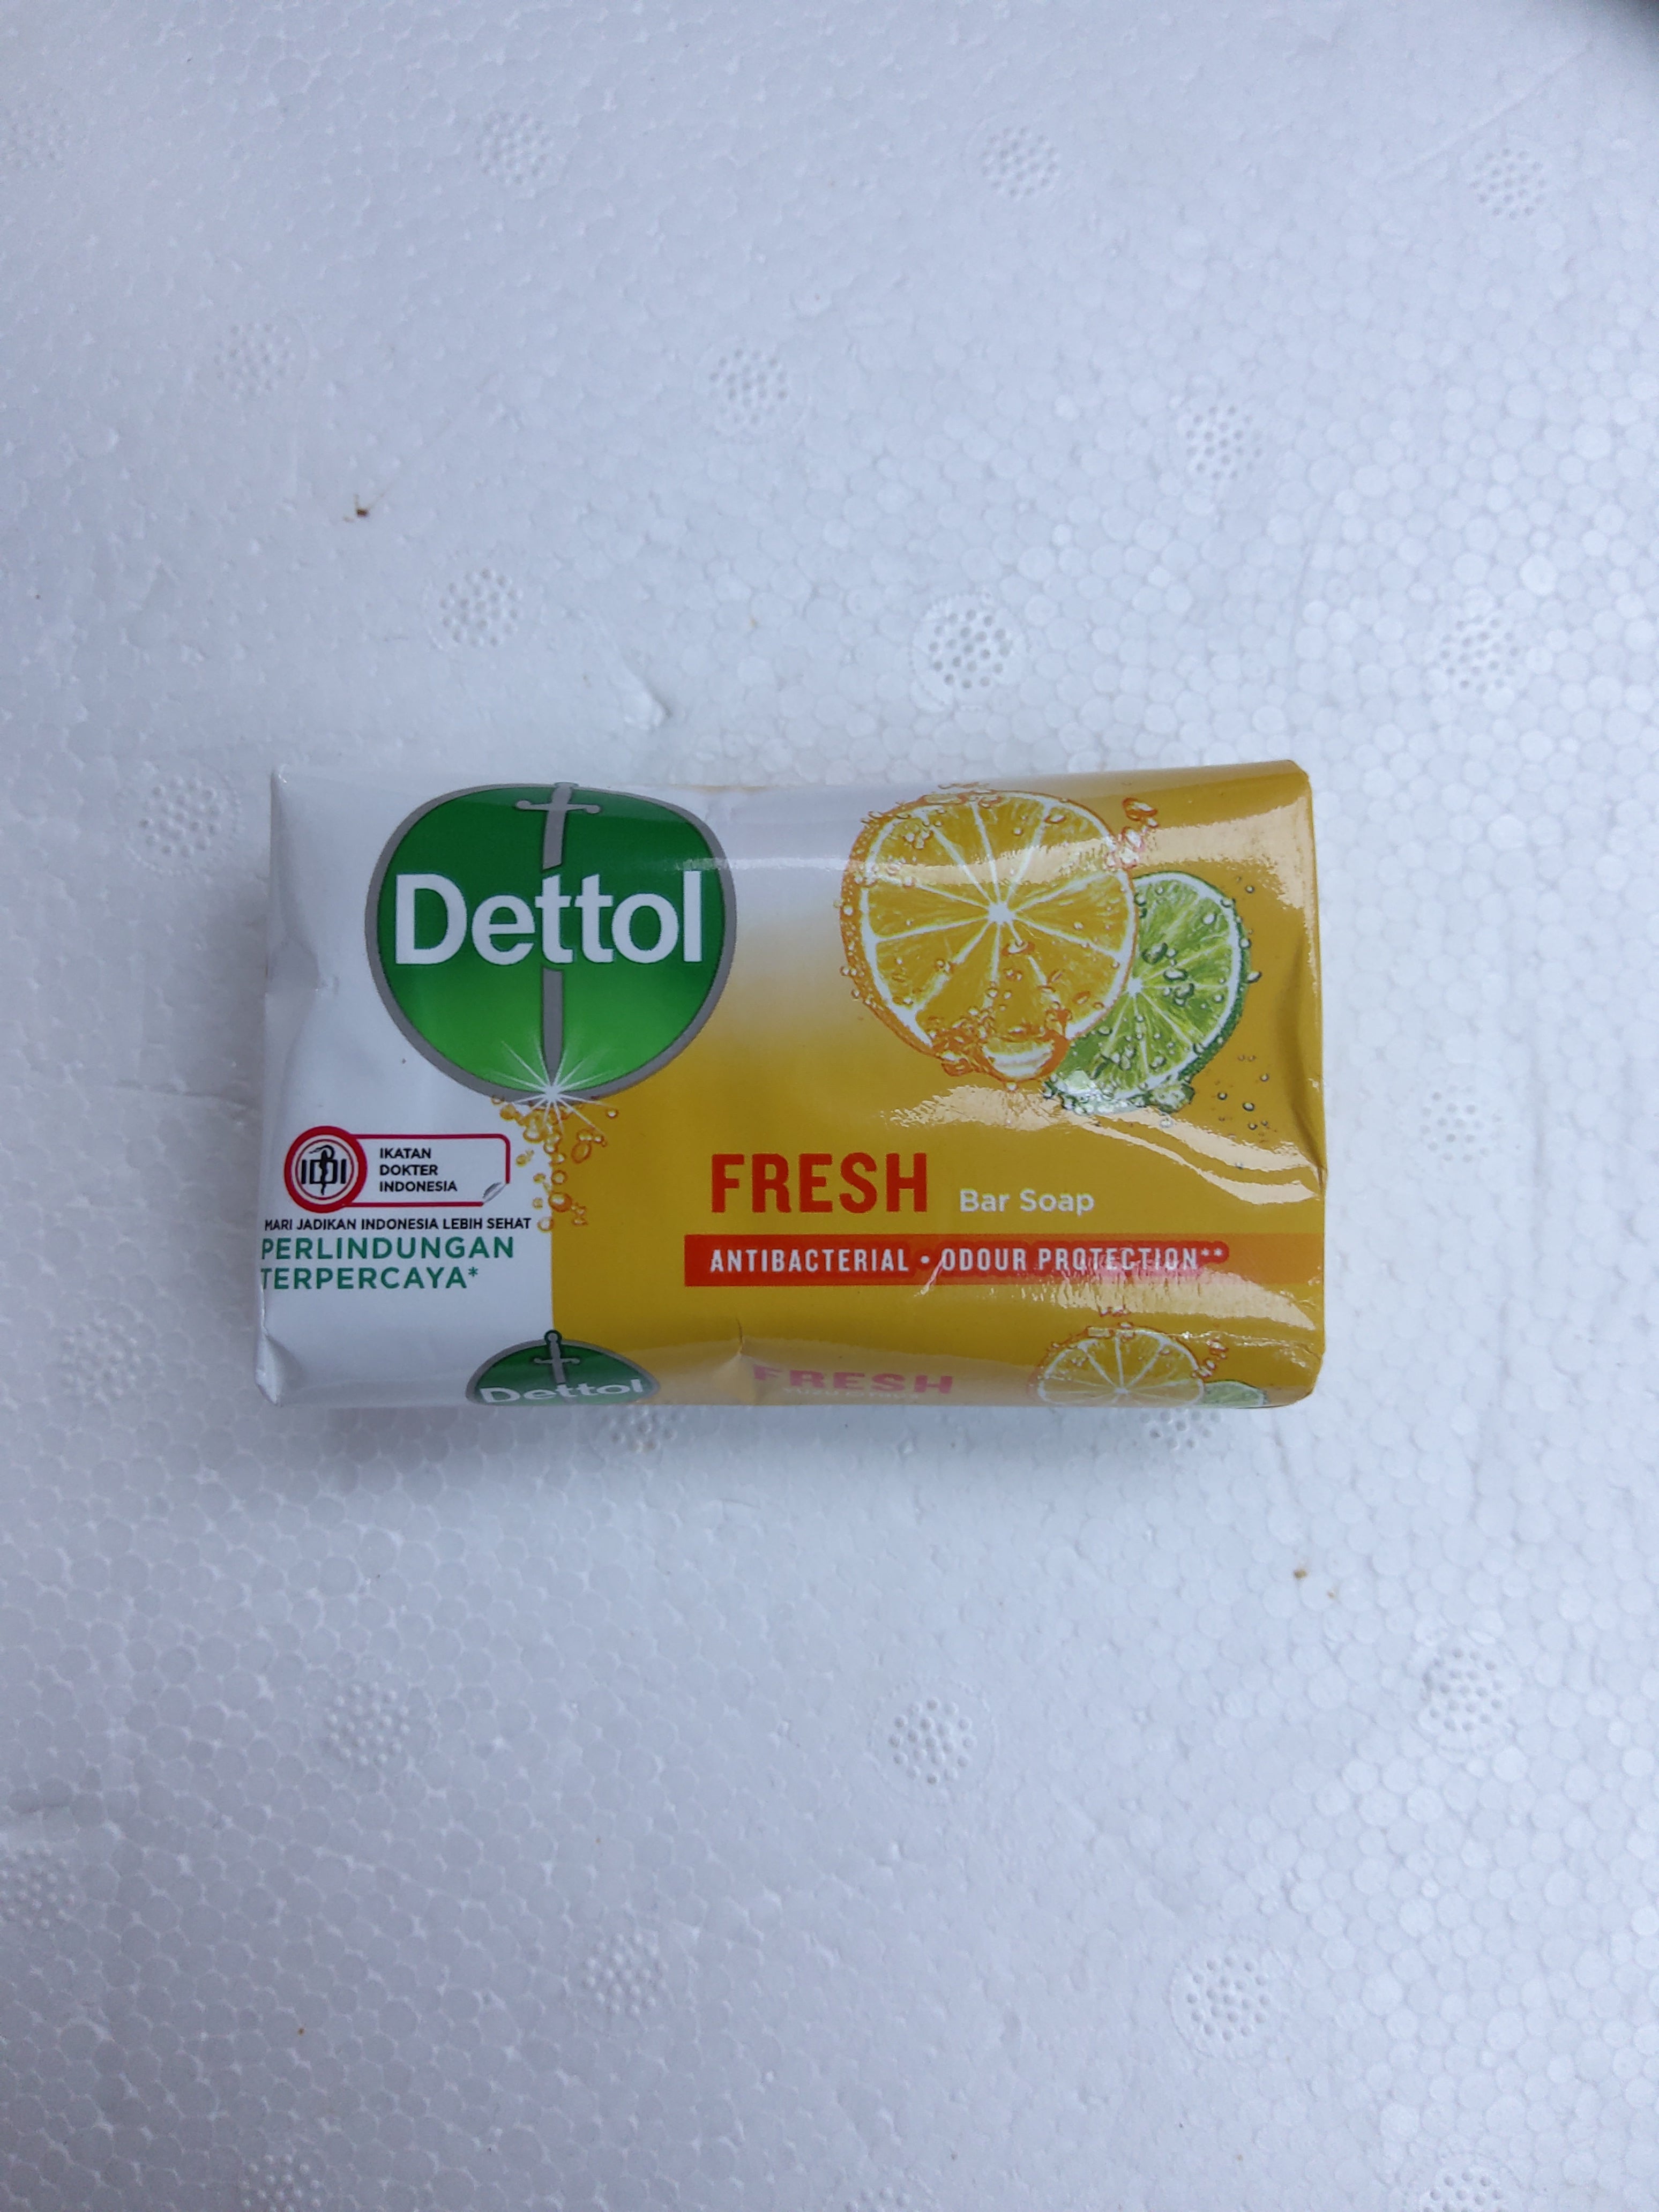 Dettol
IDI
IKATAN
DOKTER
INDONESIA
MARI JADIKAN INDONESIA LEBIH SEHAT
PERLINDUNGAN
TERPERCAYA*
FRESH Bar Soap
ANTIBACTERIAL • ODOUR PROTECTION**
Dettol
FRESH